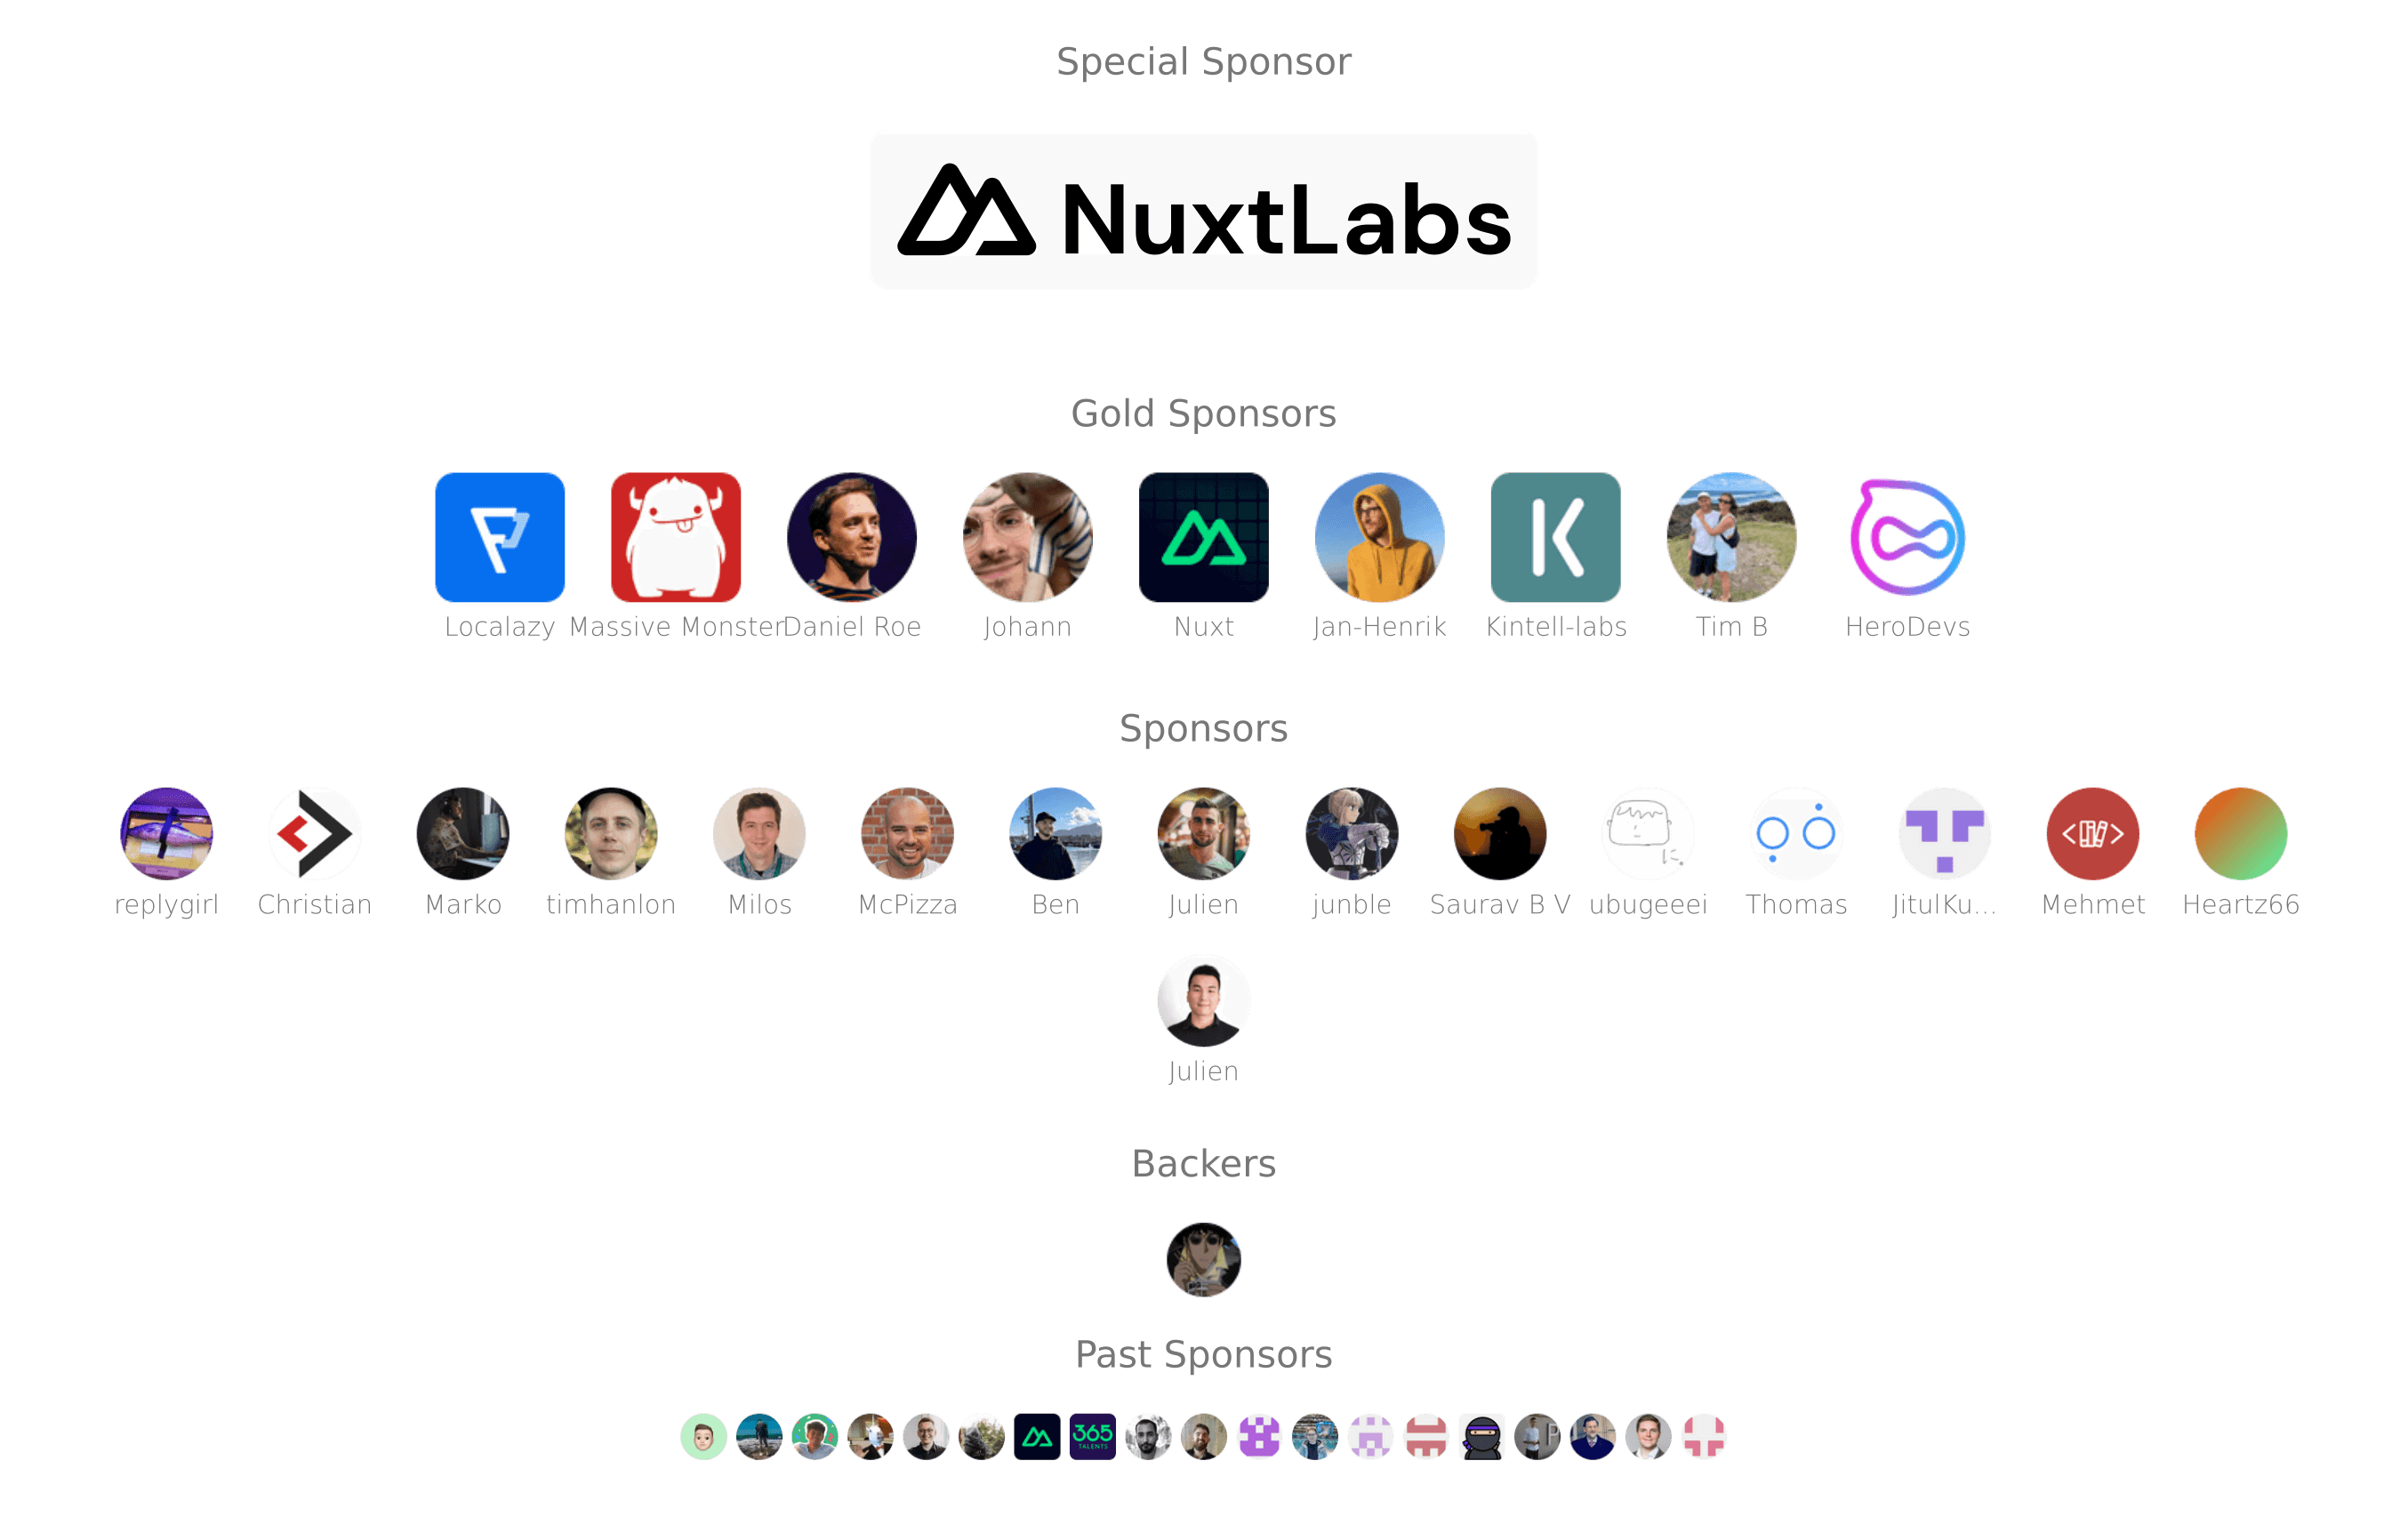 Special Sponsor
NuxtLabs
Gold Sponsors
Localazy Massive Monster Daniel Roe Johann Nuxt Jan-Henrik Kintell-labs Tim B HeroDevs
Sponsors
replygirl Christian Marko timhanlon Milos McPizza Ben Julien junble Saurav B V ubugeeei Thomas JitulKu... Mehmet Heartz66
Julien
Backers
Past Sponsors
365
TALENTS